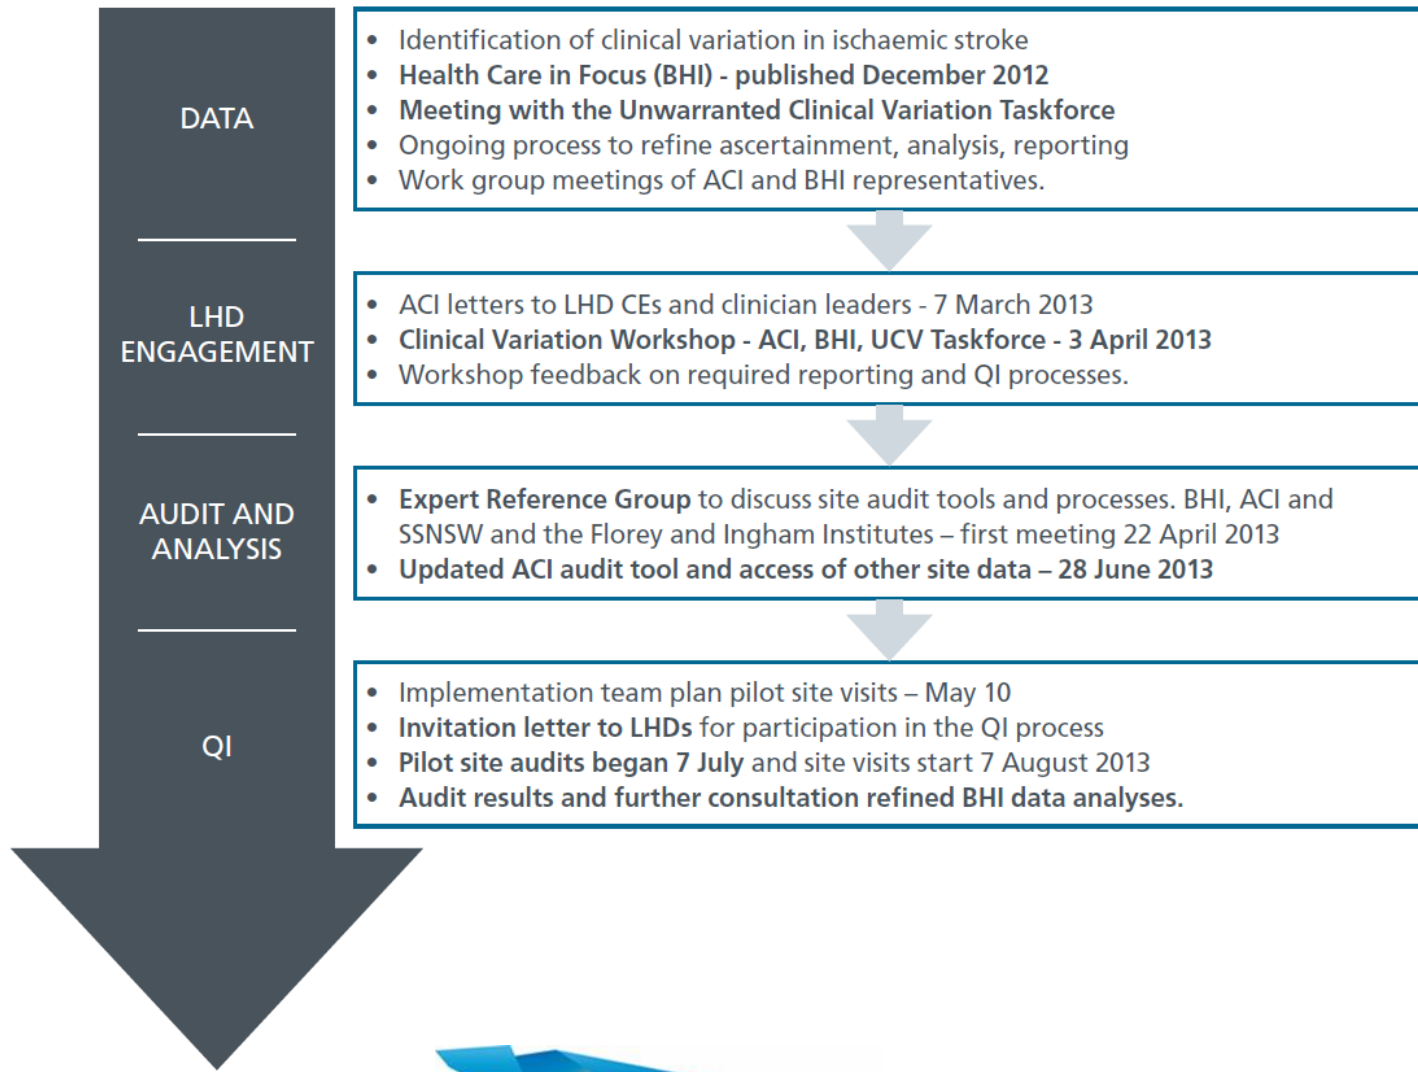 DATA
• Identification of clinical variation in ischaemic stroke
• Health Care in Focus (BHI) - published December 2012
• Meeting with the Unwarranted Clinical Variation Taskforce
• Ongoing process to refine ascertainment, analysis, reporting
• Work group meetings of ACI and BHI representatives.
LHD
ENGAGEMENT
• ACI letters to LHD CEs and clinician leaders - 7 March 2013
• Clinical Variation Workshop - ACI, BHI, UCV Taskforce - 3 April 2013
• Workshop feedback on required reporting and QI processes.
AUDIT AND
ANALYSIS
• Expert Reference Group to discuss site audit tools and processes. BHI, ACI and
SSNSW and the Florey and Ingham Institutes – first meeting 22 April 2013
• Updated ACI audit tool and access of other site data – 28 June 2013
QI
• Implementation team plan pilot site visits – May 10
• Invitation letter to LHDs for participation in the QI process
• Pilot site audits began 7 July and site visits start 7 August 2013
• Audit results and further consultation refined BHI data analyses.